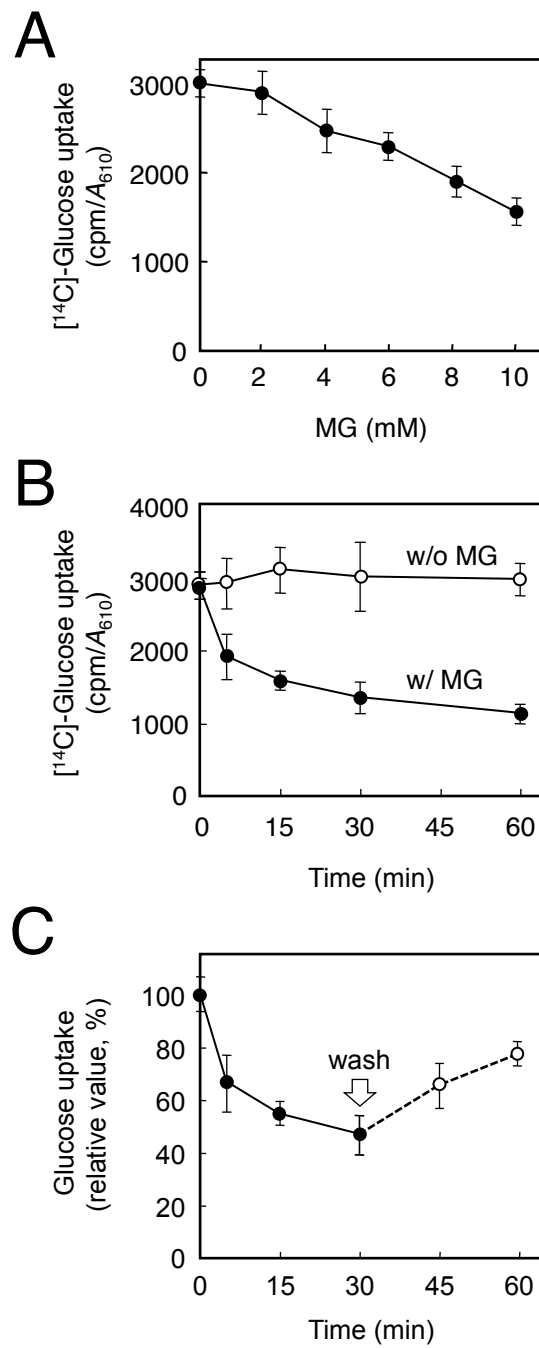 A
[¹⁴C]-Glucose uptake
(cpm/A₆₁₀)
3000
2000
1000
0
0 2 4 6 8 10
MG (mM)
B
[¹⁴C]-Glucose uptake
(cpm/A₆₁₀)
4000
3000
2000
1000
0
w/o MG
w/ MG
0 15 30 45 60
Time (min)
C
Glucose uptake
(relative value, %)
100
80
60
40
20
0
wash
0 15 30 45 60
Time (min)